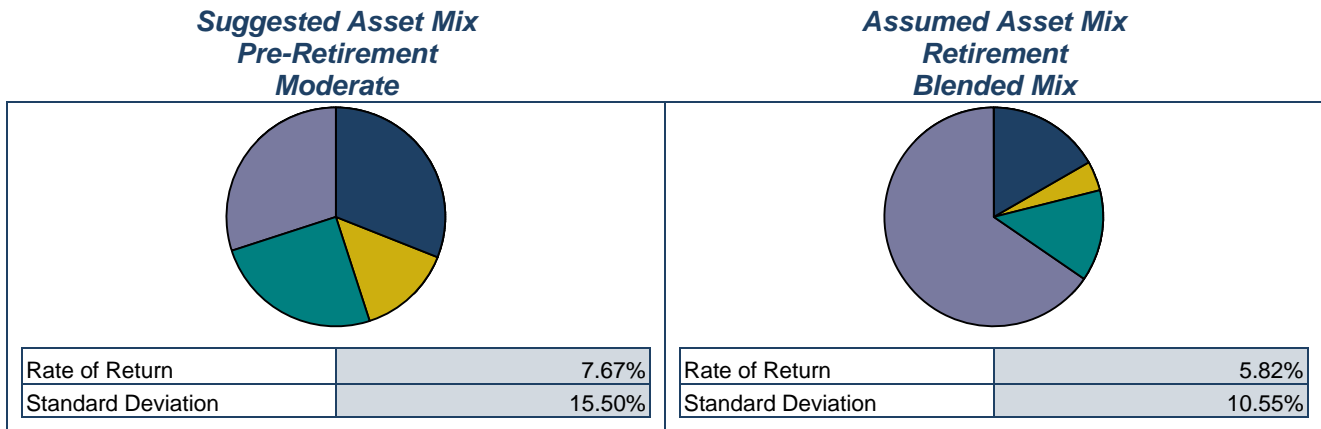 Suggested Asset Mix
Pre-Retirement
Moderate
Rate of Return 7.67%
Standard Deviation 15.50%
Assumed Asset Mix
Retirement
Blended Mix
Rate of Return 5.82%
Standard Deviation 10.55%